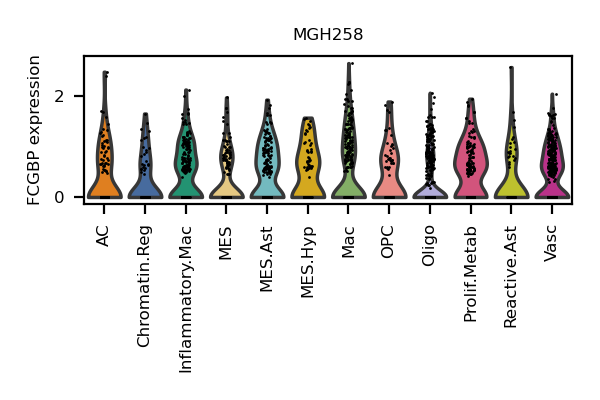 MGH258
FCGBP expression
2
0
AC
Chromatin.Reg
Inflammatory.Mac
MES
MES.Ast
MES.Hyp
Mac
OPC
Oligo
Prolif.Metab
Reactive.Ast
Vasc